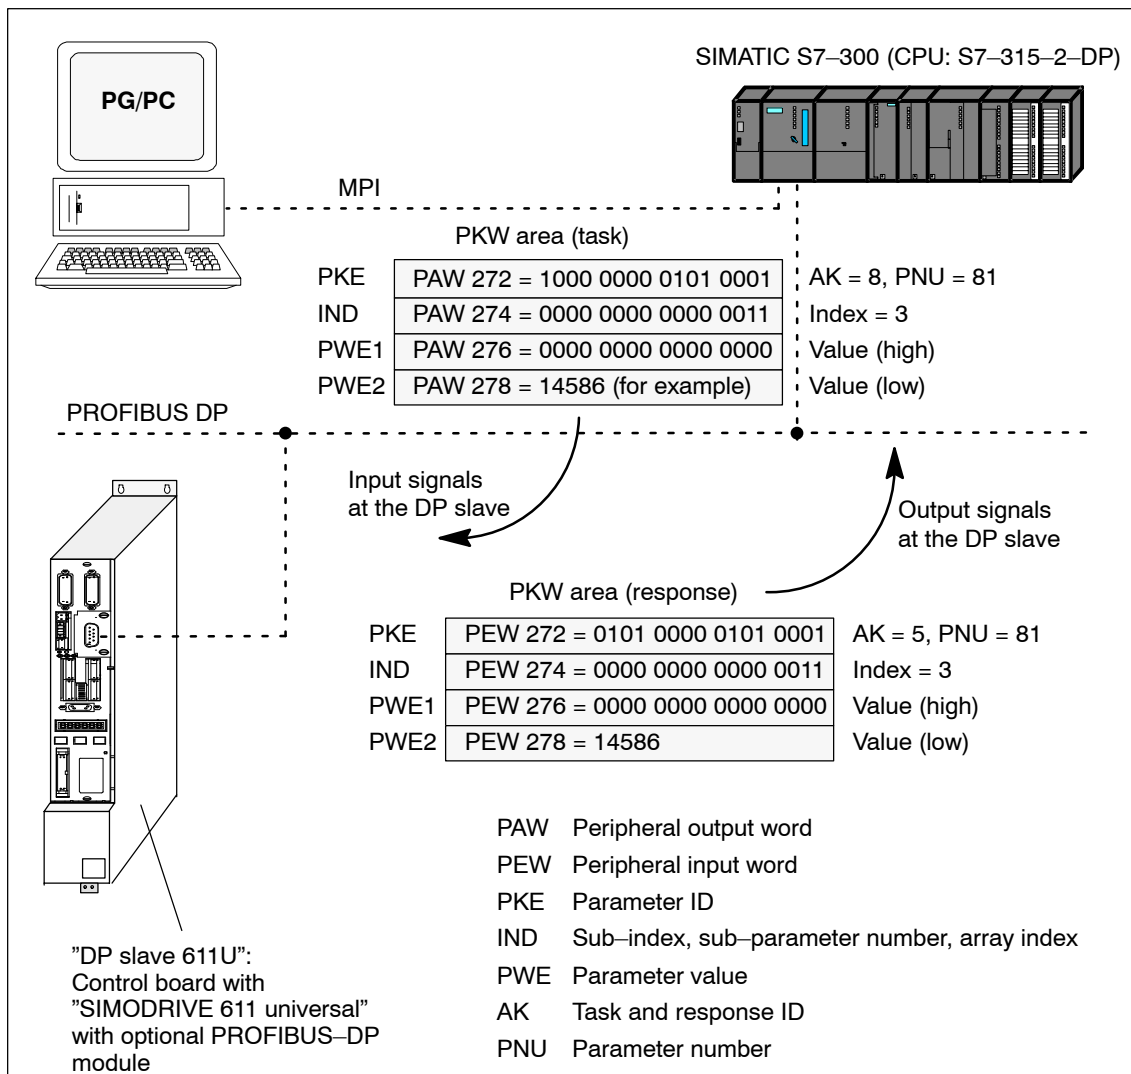 PG/PC
SIMATIC S7–300 (CPU: S7–315–2–DP)
MPI
PKW area (task)
PKE PAW 272 = 1000 0000 0101 0001 AK = 8, PNU = 81
IND PAW 274 = 0000 0000 0000 0011 Index = 3
PWE1 PAW 276 = 0000 0000 0000 0000 Value (high)
PWE2 PAW 278 = 14586 (for example) Value (low)
PROFIBUS DP
Input signals
at the DP slave
Output signals
at the DP slave
PKW area (response)
PKE PEW 272 = 0101 0000 0101 0001 AK = 5, PNU = 81
IND PEW 274 = 0000 0000 0000 0011 Index = 3
PWE1 PEW 276 = 0000 0000 0000 0000 Value (high)
PWE2 PEW 278 = 14586 Value (low)
PAW Peripheral output word
PEW Peripheral input word
PKE Parameter ID
IND Sub–index, sub–parameter number, array index
PWE Parameter value
AK Task and response ID
PNU Parameter number
”DP slave 611U”:
Control board with
”SIMODRIVE 611 universal”
with optional PROFIBUS–DP
module